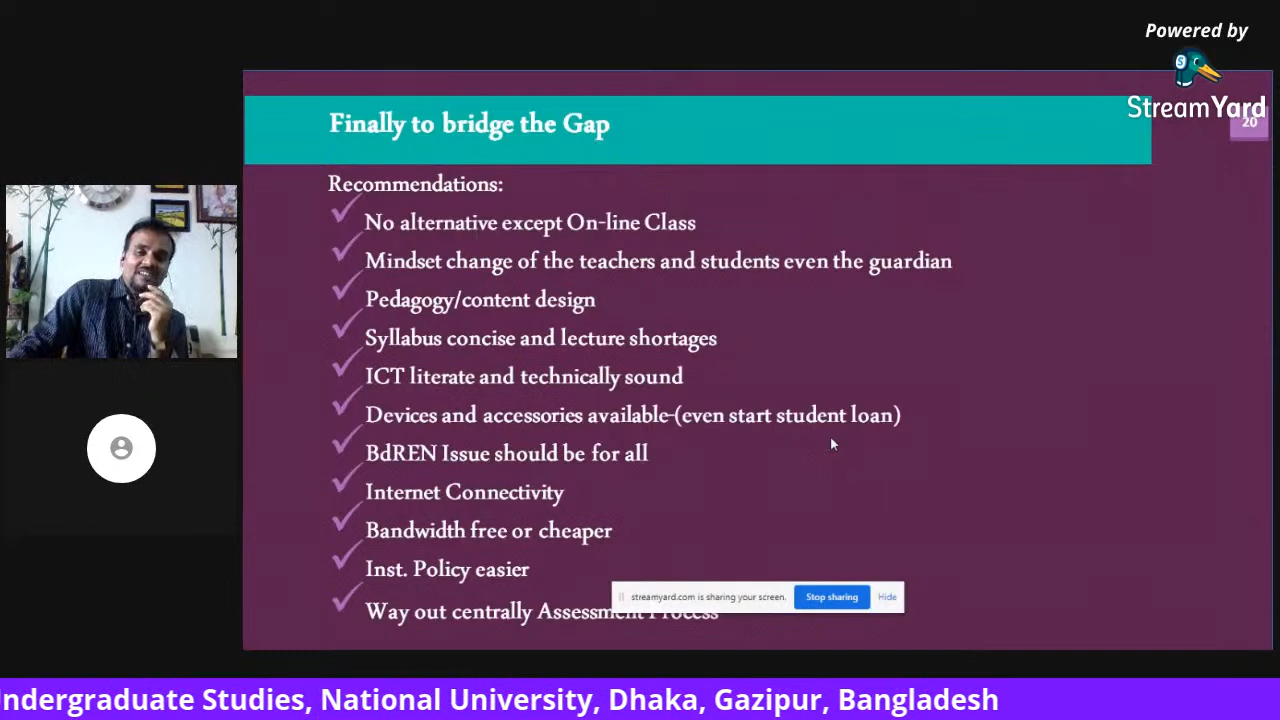 Powered by
StreamYard
20
Finally to bridge the Gap
Recommendations:
No alternative except On-line Class
Mindset change of the teachers and students even the guardian
Pedagogy/content design
Syllabus concise and lecture shortages
ICT literate and technically sound
Devices and accessories available-(even start student loan)
BdREN Issue should be for all
Internet Connectivity
Bandwidth free or cheaper
Inst. Policy easier
streamyard.com is sharing your screen. Stop sharing Hide
Way out centrally Assessment Process
Undergraduate Studies, National University, Dhaka, Gazipur, Bangladesh